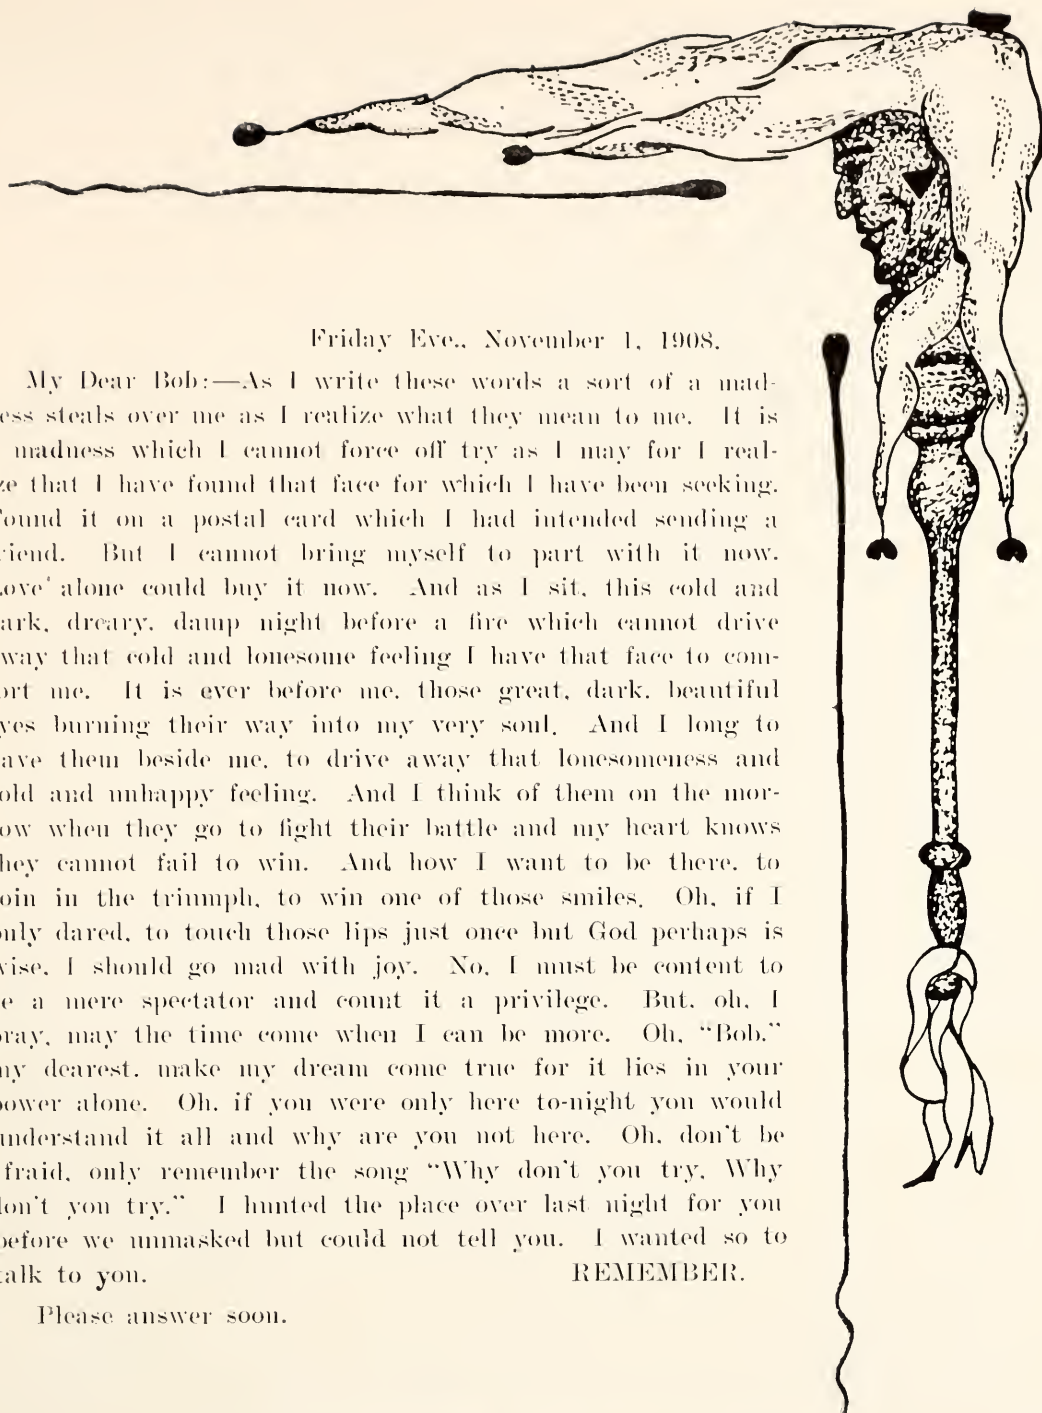 Friday Eve., November 1, 1908.
My Dear Bob:—As I write these words a sort of a mad-
ess steals over me as I realize what they mean to me. It is
madness which I cannot force off try as I may for I real-
ze that I have found that face for which I have been seeking.
ound it on a postal card which I had intended sending a
riend. But I cannot bring myself to part with it now.
ove alone could buy it now. And as I sit, this cold and
ark, dreary, damp night before a fire which cannot drive
way that cold and lonesome feeling I have that face to com-
ort me. It is ever before me, those great, dark, beautiful
yes burning their way into my very soul. And I long to
ave them beside me, to drive away that lonesomeness and
old and unhappy feeling. And I think of them on the mor-
ow when they go to fight their battle and my heart knows
hey cannot fail to win. And how I want to be there, to
oin in the triumph, to win one of those smiles. Oh, if I
nly dared, to touch those lips just once but God perhaps is
vise, I should go mad with joy. No, I must be content to
e a mere spectator and count it a privilege. But, oh, I
ray, may the time come when I can be more. Oh, “Bob,”
ny dearest, make my dream come true for it lies in your
ower alone. Oh, if you were only here to-night you would
understand it all and why are you not here. Oh, don't be
fraid, only remember the song “Why don't you try, Why
don't you try.” I hunted the place over last night for you
before we unmasked but could not tell you. I wanted so to
talk to you. REMEMBER.
Please answer soon.